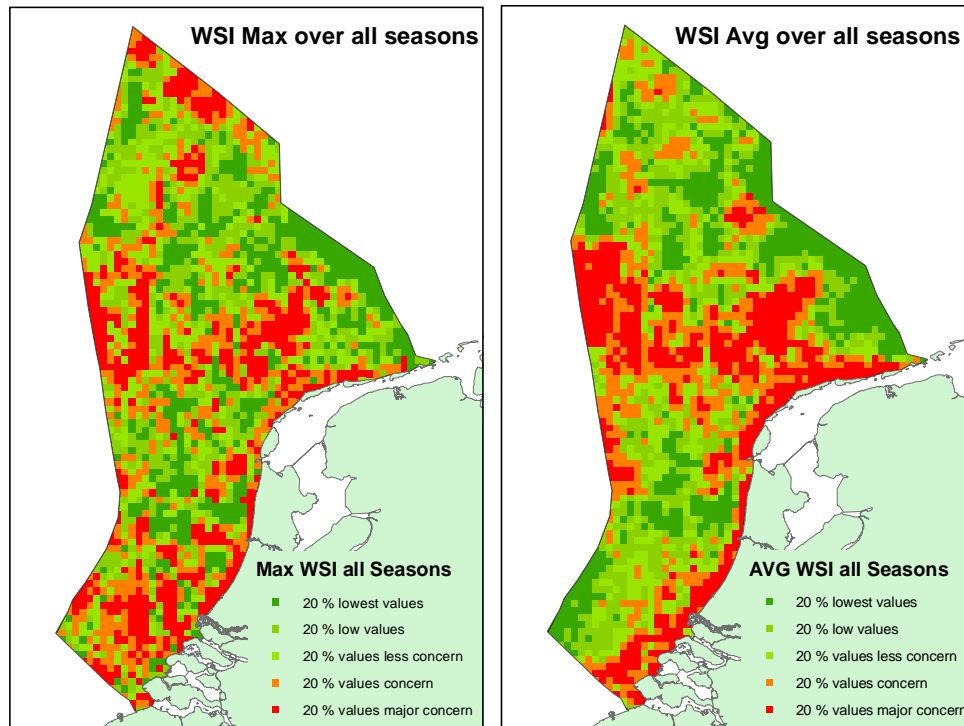 WSI Max over all seasons
Max WSI all Seasons
20 % lowest values
20 % low values
20 % values less concern
20 % values concern
20 % values major concern
WSI Avg over all seasons
AVG WSI all Seasons
20 % lowest values
20 % low values
20 % values less concern
20 % values concern
20 % values major concern